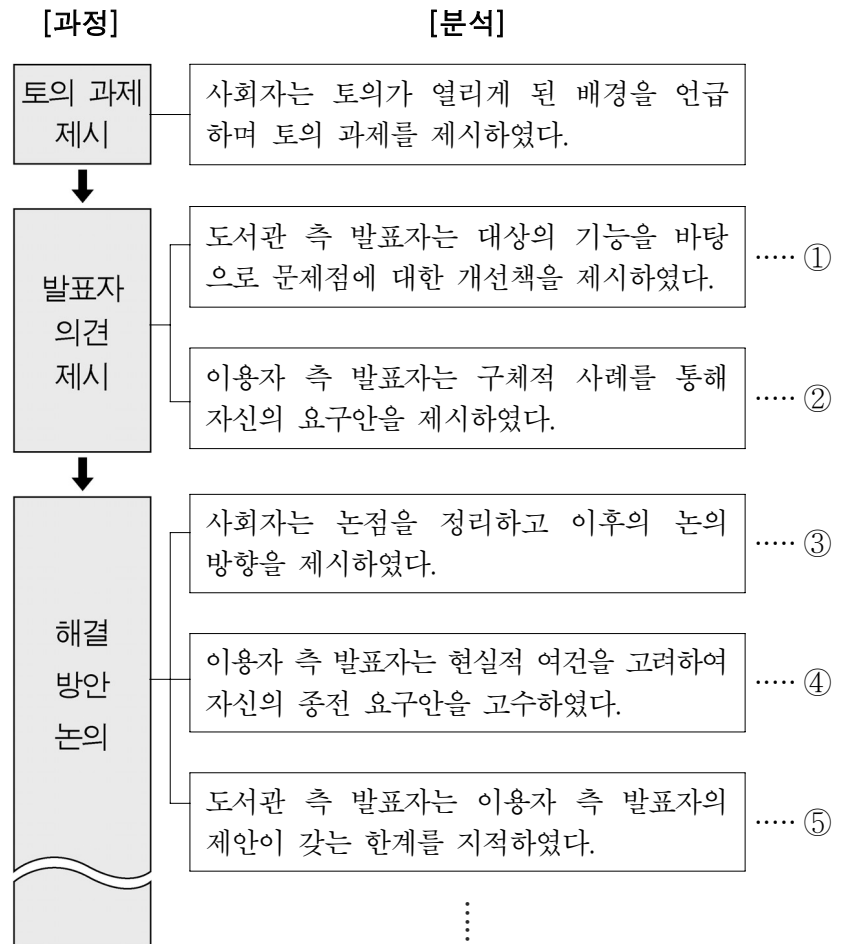 [과정] [분석]
토의 과제
제시
사회자는 토의가 열리게 된 배경을 언급
하며 토의 과제를 제시하였다.
발표자
의견
제시
도서관 측 발표자는 대상의 기능을 바탕
으로 문제점에 대한 개선책을 제시하였다.
····· ①
이용자 측 발표자는 구체적 사례를 통해
자신의 요구안을 제시하였다.
····· ②
해결
방안
논의
사회자는 논점을 정리하고 이후의 논의
방향을 제시하였다.
····· ③
이용자 측 발표자는 현실적 여건을 고려하여
자신의 종전 요구안을 고수하였다.
····· ④
도서관 측 발표자는 이용자 측 발표자의
제안이 갖는 한계를 지적하였다.
····· ⑤